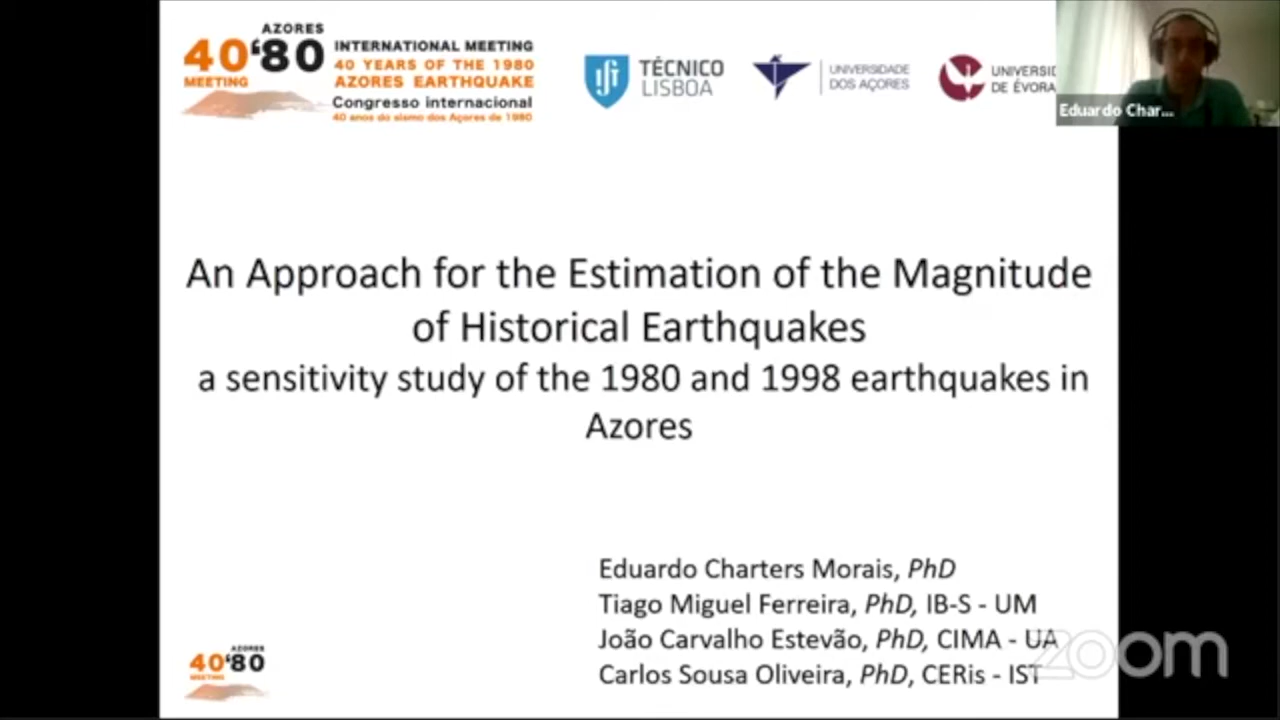 AZORES
40‘80
MEETING
INTERNATIONAL MEETING
40 YEARS OF THE 1980
AZORES EARTHQUAKE
Congresso internacional
40 anos do sismo dos Açores de 1980
TÉCNICO
LISBOA
UNIVERSIDADE
DOS AÇORES
UNIVERSID
DE ÉVORA
Eduardo Char...
An Approach for the Estimation of the Magnitude
of Historical Earthquakes
a sensitivity study of the 1980 and 1998 earthquakes in
Azores
Eduardo Charters Morais, PhD
Tiago Miguel Ferreira, PhD, IB-S - UM
João Carvalho Estevão, PhD, CIMA - UA
Carlos Sousa Oliveira, PhD, CERis - IST
AZORES
40‘80
MEETING
zoom